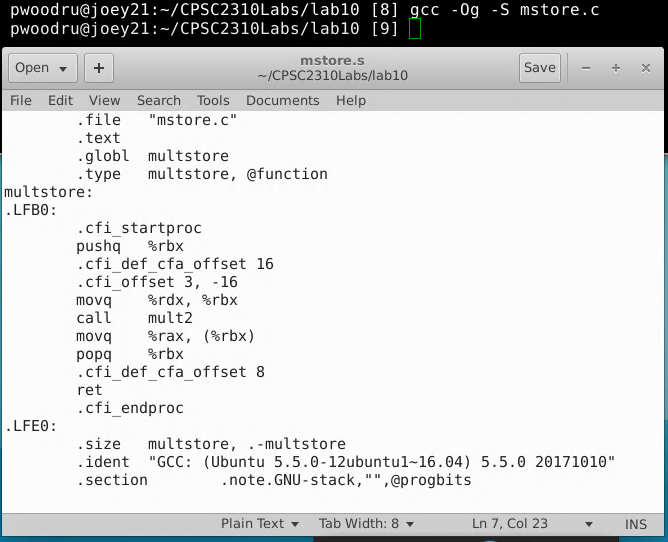 pwoodru@joey21:~/CPSC2310Labs/lab10 [8] gcc -Og -S mstore.c
pwoodru@joey21:~/CPSC2310Labs/lab10 [9]
Open
+
mstore.s
~/CPSC2310Labs/lab10
Save
File Edit View Search Tools Documents Help
.file "mstore.c"
.text
.globl multstore
.type multstore, @function
multstore:
.LFB0:
.cfi_startproc
pushq %rbx
.cfi_def_cfa_offset 16
.cfi_offset 3, -16
movq %rdx, %rbx
call mult2
movq %rax, (%rbx)
popq %rbx
.cfi_def_cfa_offset 8
ret
.cfi_endproc
.LFE0:
.size multstore, .-multstore
.ident "GCC: (Ubuntu 5.5.0-12ubuntu1~16.04) 5.5.0 20171010"
.section .note.GNU-stack,"",@progbits
Plain Text Tab Width: 8 Ln 7, Col 23 INS